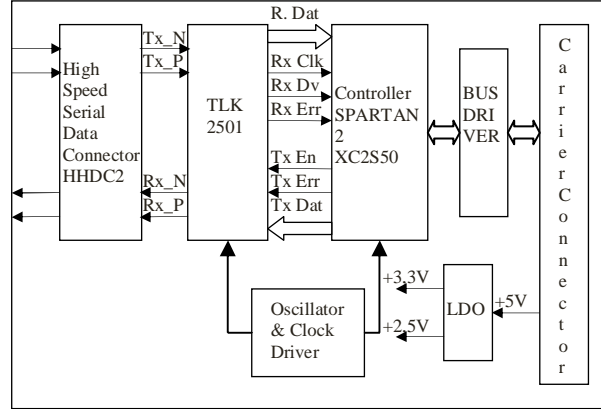 R. Dat
Tx_N
Tx_P
High
Speed
Serial
Data
Connector
HHDC2
Rx_N
Rx_P
TLK
2501
Rx Clk
Rx Dv
Rx Err
Tx En
Tx Err
Tx Dat
Controller
SPARTAN
2
XC2S50
BUS
DRI
VER
C
a
r
r
i
e
r
C
o
n
n
e
c
t
o
r
Oscillator
& Clock
Driver
+3.3V
+2.5V
LDO
+5V